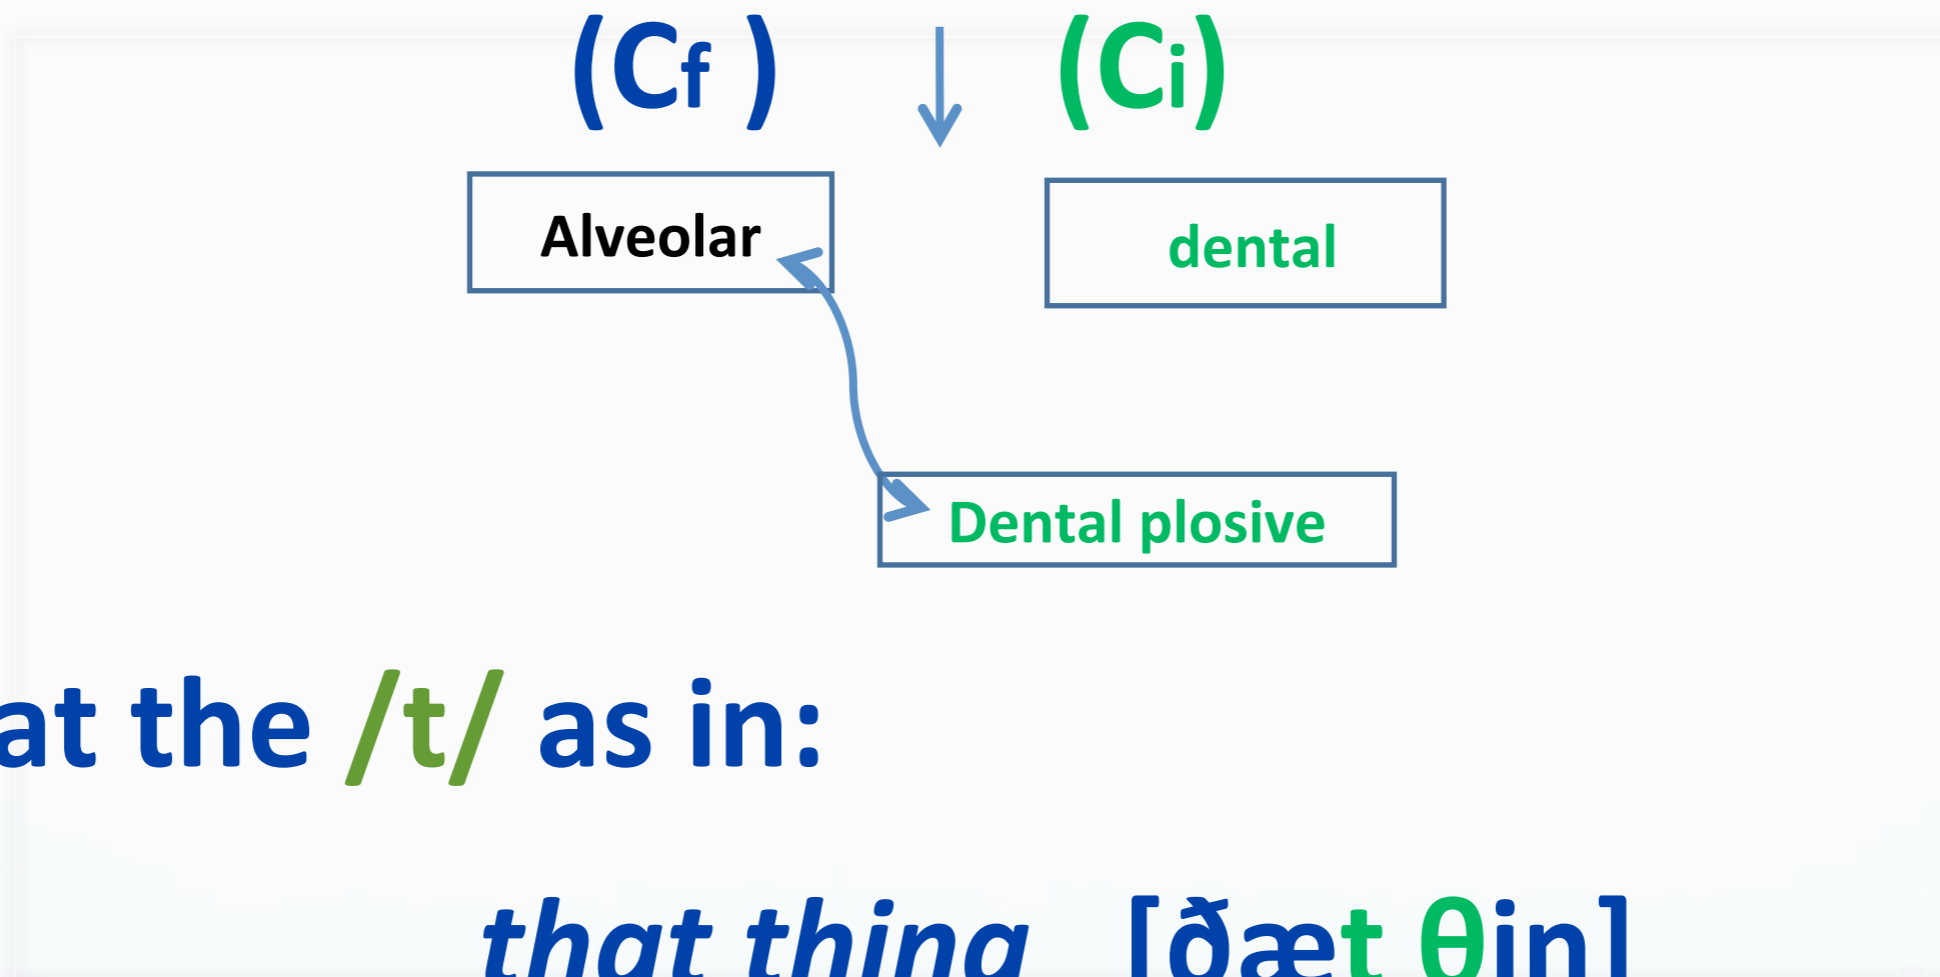 (Cf ) (Ci)
Alveolar dental
Dental plosive
at the /t/ as in:
that thing [ðæt θin]